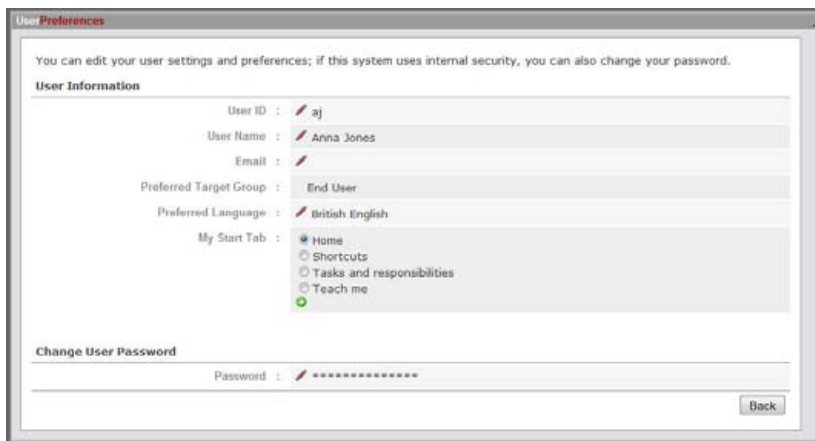 UserPreferences
You can edit your user settings and preferences; if this system uses internal security, you can also change your password.
User Information
User ID : aj
User Name : Anna Jones
Email :
Preferred Target Group : End User
Preferred Language : British English
My Start Tab : Home
Shortcuts
Tasks and responsibilities
Teach me
Change User Password
Password : **************
Back